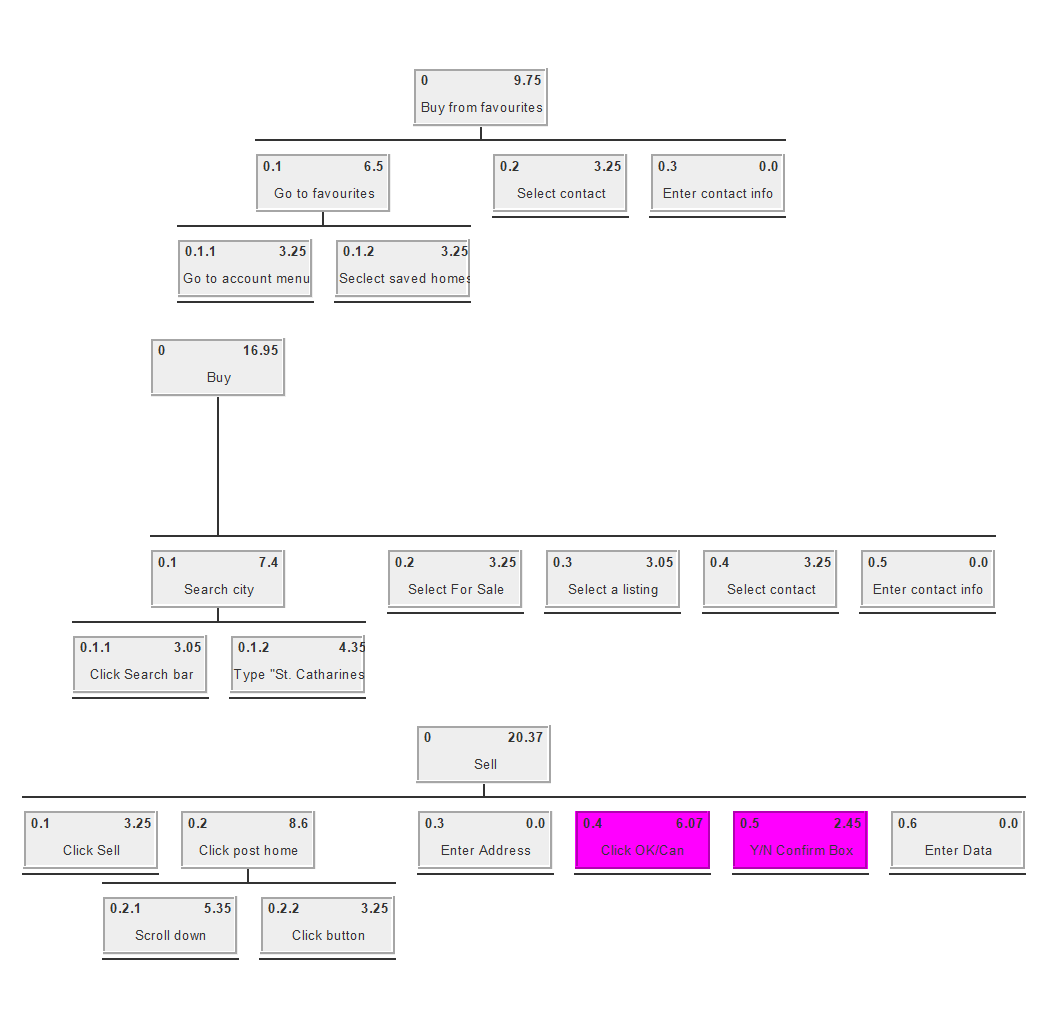 0 9.75
Buy from favourites
0.1 6.5
Go to favourites
0.2 3.25
Select contact
0.3 0.0
Enter contact info
0.1.1 3.25
Go to account menu
0.1.2 3.25
Seclect saved homes
0 16.95
Buy
0.1 7.4
Search city
0.2 3.25
Select For Sale
0.3 3.05
Select a listing
0.4 3.25
Select contact
0.5 0.0
Enter contact info
0.1.1 3.05
Click Search bar
0.1.2 4.35
Type "St. Catharines
0 20.37
Sell
0.1 3.25
Click Sell
0.2 8.6
Click post home
0.3 0.0
Enter Address
0.4 6.07
Click OK/Can
0.5 2.45
Y/N Confirm Box
0.6 0.0
Enter Data
0.2.1 5.35
Scroll down
0.2.2 3.25
Click button